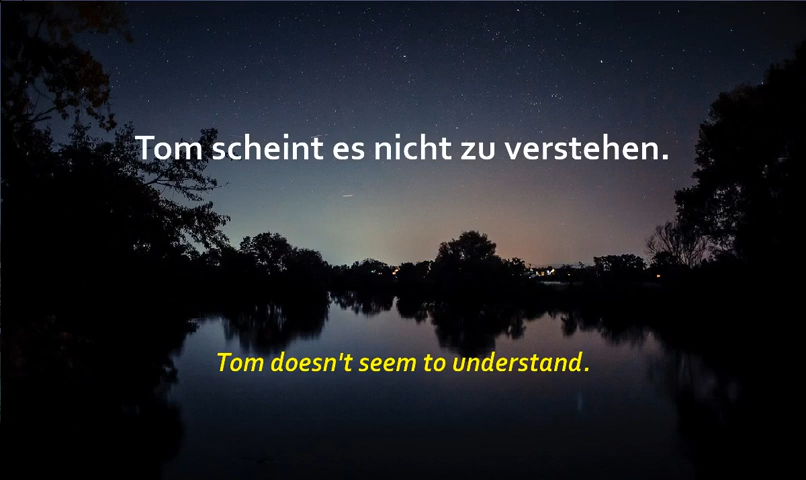 Tom scheint es nicht zu verstehen.
Tom doesn't seem to understand.